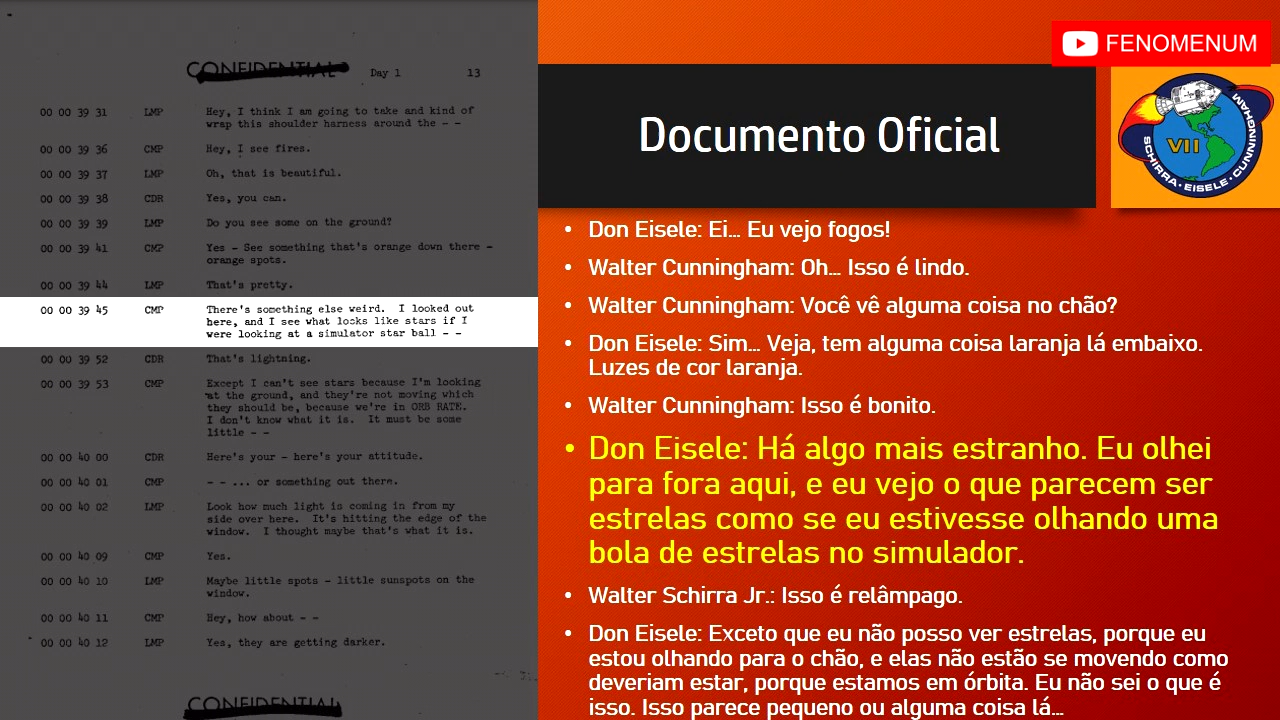 CONFIDENTIAL Day 1 13
00 00 39 31 LMP Hey, I think I am going to take and kind of
wrap this shoulder harness around the - -
00 00 39 36 CMP Hey, I see fires.
00 00 39 37 LMP Oh, that is beautiful.
00 00 39 38 CDR Yes, you can.
00 00 39 39 LMP Do you see some on the ground?
00 00 39 41 CMP Yes - See something that's orange down there -
orange spots.
00 00 39 44 LMP That's pretty.
00 00 39 45 CMP There's something else weird. I looked out
here, and I see what looks like stars if I
were looking at a simulator star ball - -
00 00 39 52 CDR That's lightning.
00 00 39 53 CMP Except I can't see stars because I'm looking
at the ground, and they're not moving which
they should be, because we're in ORB RATE.
I don't know what it is. It must be some
little - -
00 00 40 00 CDR Here's your - here's your attitude.
00 00 40 01 CMP - - ... or something out there.
00 00 40 02 LMP Look how much light is coming in from my
side over here. It's hitting the edge of the
window. I thought maybe that's what it is.
00 00 40 09 CMP Yes.
00 00 40 10 LMP Maybe little spots - little sunspots on the
window.
00 00 40 11 CMP Hey, how about - -
00 00 40 12 LMP Yes, they are getting darker.
CONFIDENTIAL
FENOMENUM
Documento Oficial
VII
SCHIRRA · EISELE · CUNNINGHAM
• Don Eisele: Ei... Eu vejo fogos!
• Walter Cunningham: Oh... Isso é lindo.
• Walter Cunningham: Você vê alguma coisa no chão?
• Don Eisele: Sim... Veja, tem alguma coisa laranja lá embaixo.
Luzes de cor laranja.
• Walter Cunningham: Isso é bonito.
• Don Eisele: Há algo mais estranho. Eu olhei
para fora aqui, e eu vejo o que parecem ser
estrelas como se eu estivesse olhando uma
bola de estrelas no simulador.
• Walter Schirra Jr.: Isso é relâmpago.
• Don Eisele: Exceto que eu não posso ver estrelas, porque eu
estou olhando para o chão, e elas não estão se movendo como
deveriam estar, porque estamos em órbita. Eu não sei o que é
isso. Isso parece pequeno ou alguma coisa lá...